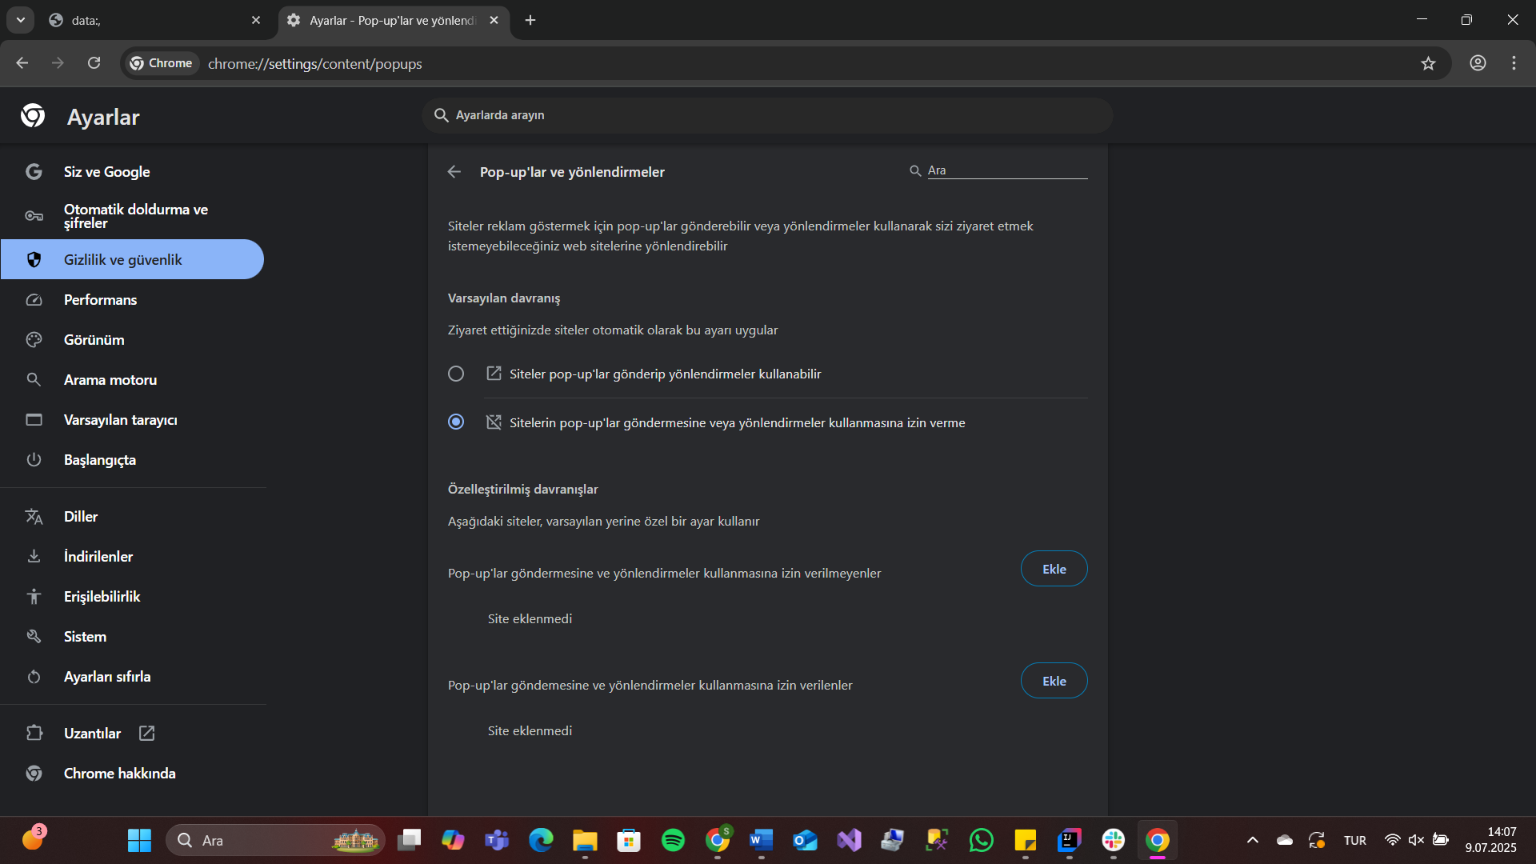 data:,
Ayarlar - Pop-up'lar ve yönlendi
Chrome
chrome://settings/content/popups
Ayarlar
Ayarlarda arayın
Siz ve Google
Otomatik doldurma ve
şifreler
Gizlilik ve güvenlik
Performans
Görünüm
Arama motoru
Varsayılan tarayıcı
Başlangıçta
Diller
İndirilenler
Erişilebilirlik
Sistem
Ayarları sıfırla
Uzantılar
Chrome hakkında
Pop-up'lar ve yönlendirmeler
Ara
Siteler reklam göstermek için pop-up'lar gönderebilir veya yönlendirmeler kullanarak sizi ziyaret etmek
istemeyebileceğiniz web sitelerine yönlendirebilir
Varsayılan davranış
Ziyaret ettiğinizde siteler otomatik olarak bu ayarı uygular
Siteler pop-up'lar gönderip yönlendirmeler kullanabilir
Sitelerin pop-up'lar göndermesine veya yönlendirmeler kullanmasına izin verme
Özelleştirilmiş davranışlar
Aşağıdaki siteler, varsayılan yerine özel bir ayar kullanır
Pop-up'lar göndermesine ve yönlendirmeler kullanmasına izin verilmeyenler
Ekle
Site eklenmedi
Pop-up'lar göndemesine ve yönlendirmeler kullanmasına izin verilenler
Ekle
Site eklenmedi
3
Ara
S
TUR
14:07
9.07.2025